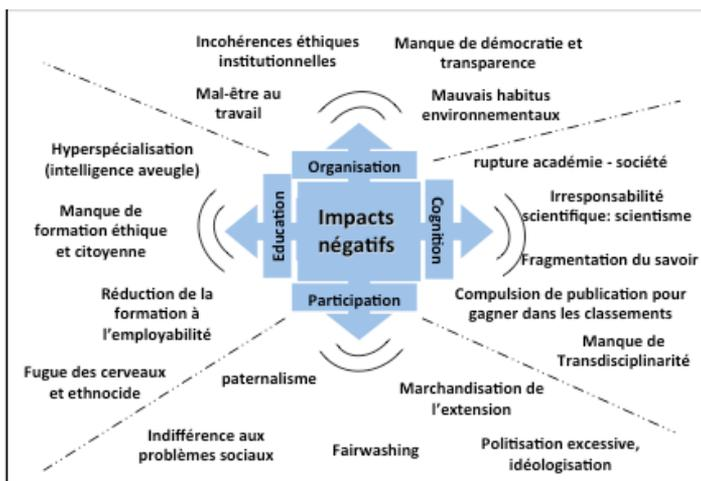 Incohérences éthiques
institutionnelles
Manque de démocratie et
transparence
Mal-être au
travail
Mauvais habitus
environnementaux
Hyperspécialisation
(intelligence aveugle)
Organisation
rupture académie - société
Manque de
formation éthique
et citoyenne
Education
Impacts
négatifs
Cognition
Irresponsabilité
scientifique: scientisme
Fragmentation du savoir
Réduction de la
formation à
l'employabilité
Participation
Compulsion de publication pour
gagner dans les classements
Manque de
Transdisciplinarité
Fugue des cerveaux
et ethnocide
paternalisme
Marchandisation de
l'extension
Indifférence aux
problèmes sociaux
Fairwashing
Politisation excessive,
idéologisation